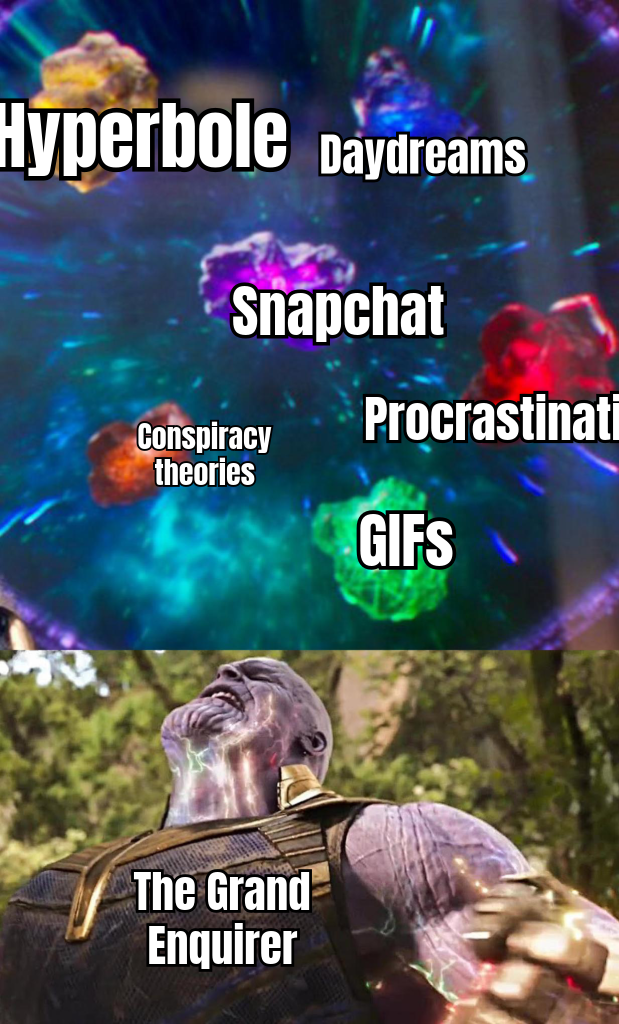 Hyperbole
Daydreams
Snapchat
Procrastinati
Conspiracy
theories
GIFs
The Grand
Enquirer